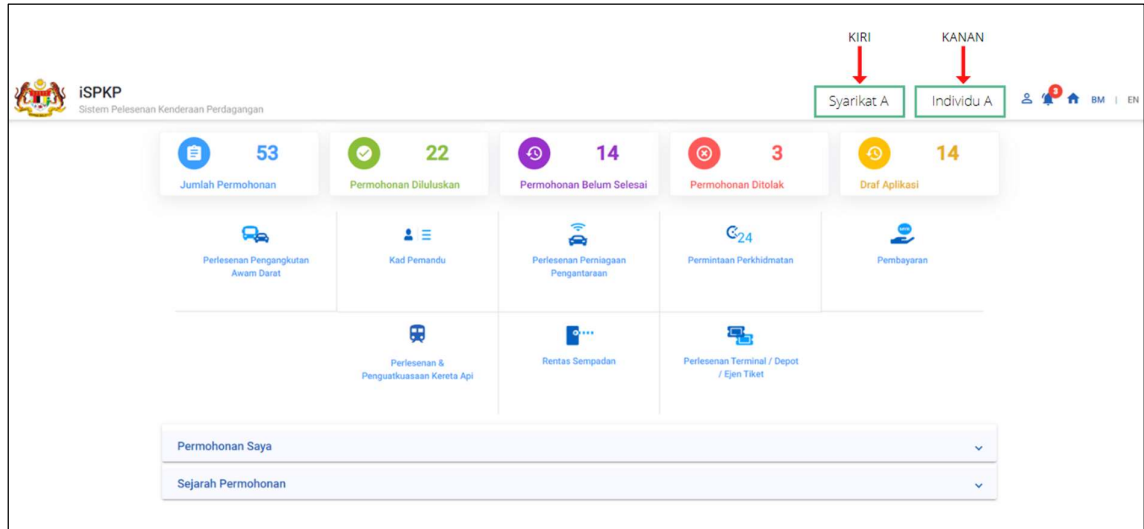 KIRI
KANAN
iSPKP
Sistem Pelesenan Kenderaan Perdagangan
Syarikat A
Individu A
3
BM | EN
53
Jumlah Permohonan
22
Permohonan Diluluskan
14
Permohonan Belum Selesai
3
Permohonan Ditolak
14
Draf Aplikasi
Perlesenan Pengangkutan
Awam Darat
Kad Pemandu
Perlesenan Perniagaan
Pengantaraan
24
Permintaan Perkhidmatan
Pembayaran
Perlesenan &
Penguatkuasaan Kereta Api
Rentas Sempadan
Perlesenan Terminal / Depot
/ Ejen Tiket
Permohonan Saya
Sejarah Permohonan